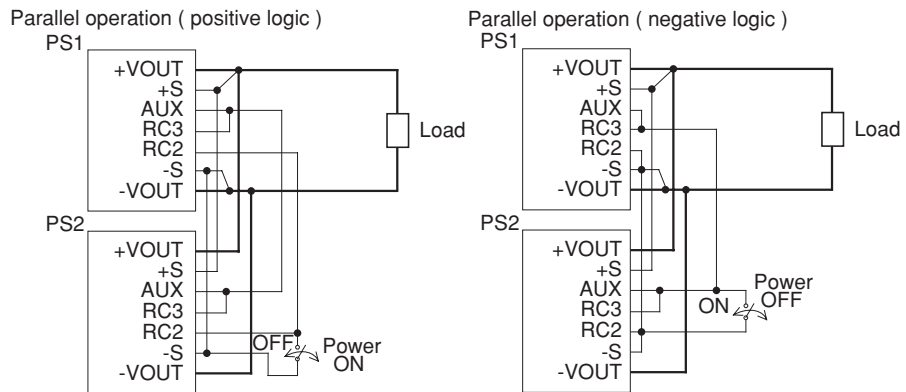 Parallel operation ( positive logic )
PS1
+VOUT
+S
AUX
RC3
RC2
-S
-VOUT
Load
PS2
+VOUT
+S
AUX
RC3
RC2
-S
-VOUT
OFF
Power
ON
Parallel operation ( negative logic )
PS1
+VOUT
+S
AUX
RC3
RC2
-S
-VOUT
Load
PS2
+VOUT
+S
AUX
RC3
RC2
-S
-VOUT
Power
OFF
ON